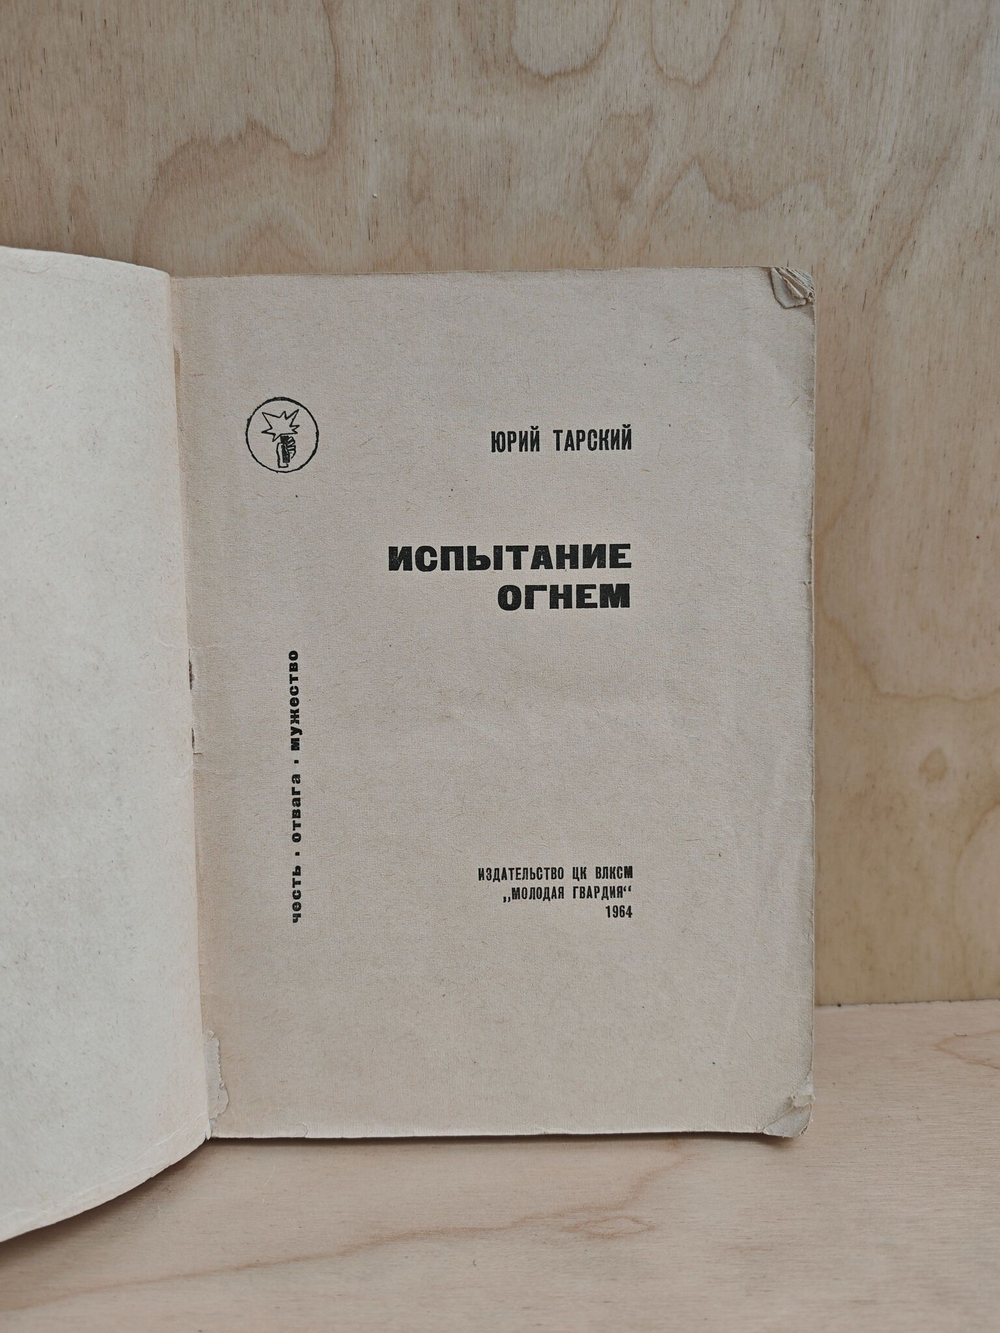 ЮРИЙ ТАРСКИЙ
ИСПЫТАНИЕ
ОГНЕМ
честь · отвага · мужество
ИЗДАТЕЛЬСТВО ЦК ВЛКСМ
„МОЛОДАЯ ГВАРДИЯ“
1964